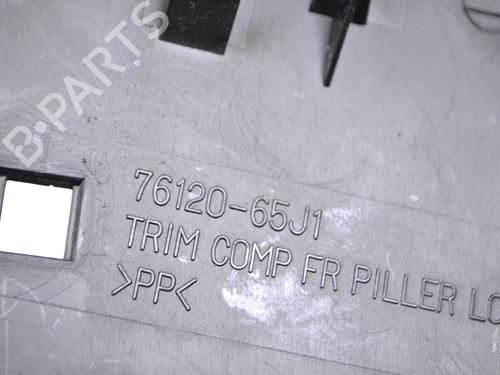 B-PARTS
76120-65J1
TRIM COMP FR PILLER
>PP<